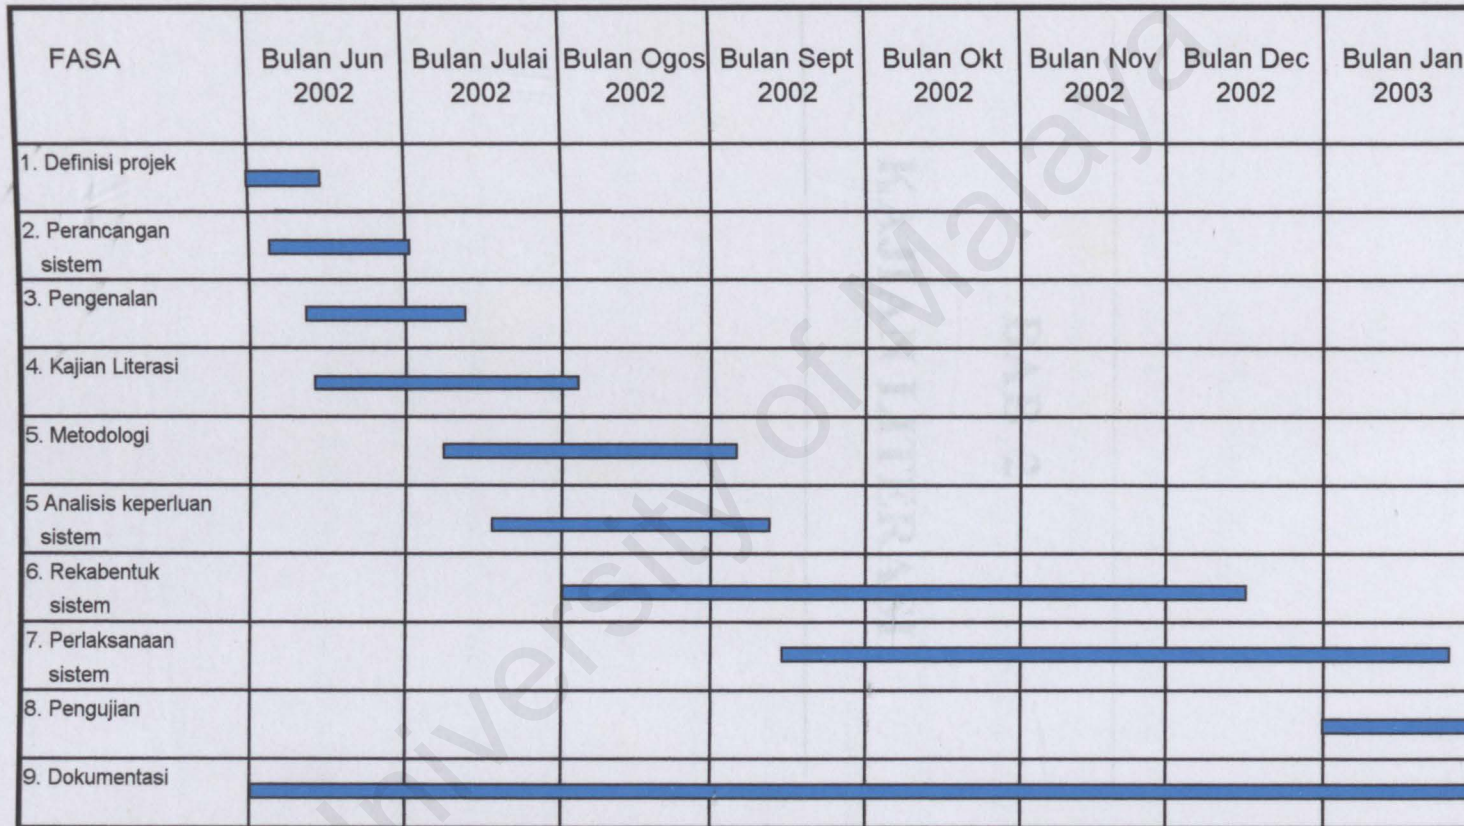 FASA
Bulan Jun
2002
Bulan Julai
2002
Bulan Ogos
2002
Bulan Sept
2002
Bulan Okt
2002
Bulan Nov
2002
Bulan Dec
2002
Bulan Jan
2003
1. Definisi projek
2. Perancangan
sistem
3. Pengenalan
4. Kajian Literasi
5. Metodologi
5 Analisis keperluan
sistem
6. Rekabentuk
sistem
7. Perlaksanaan
sistem
8. Pengujian
9. Dokumentasi
University of Malaya